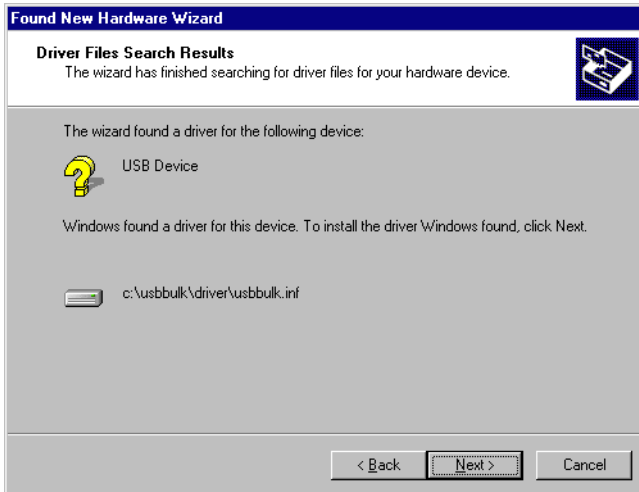 Found New Hardware Wizard
Driver Files Search Results
The wizard has finished searching for driver files for your hardware device.
The wizard found a driver for the following device:
USB Device
Windows found a driver for this device. To install the driver Windows found, click Next.
c:\usbbulk\driver\usbbulk.inf
< Back Next > Cancel